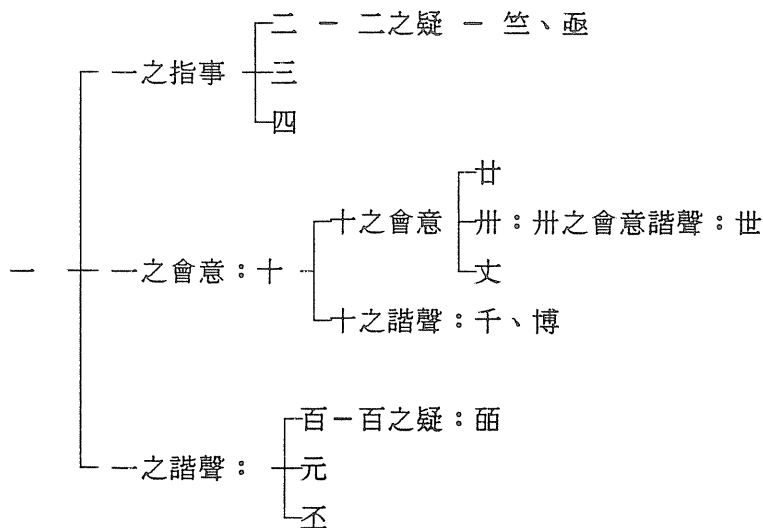 二 － 二之疑 － 竺、亟
一之指事
三
四
廿
十之會意
卅：卅之會意諧聲：世
一
一之會意：十
丈
十之諧聲：千、博
百－百之疑：皕
一之諧聲：
元
丕